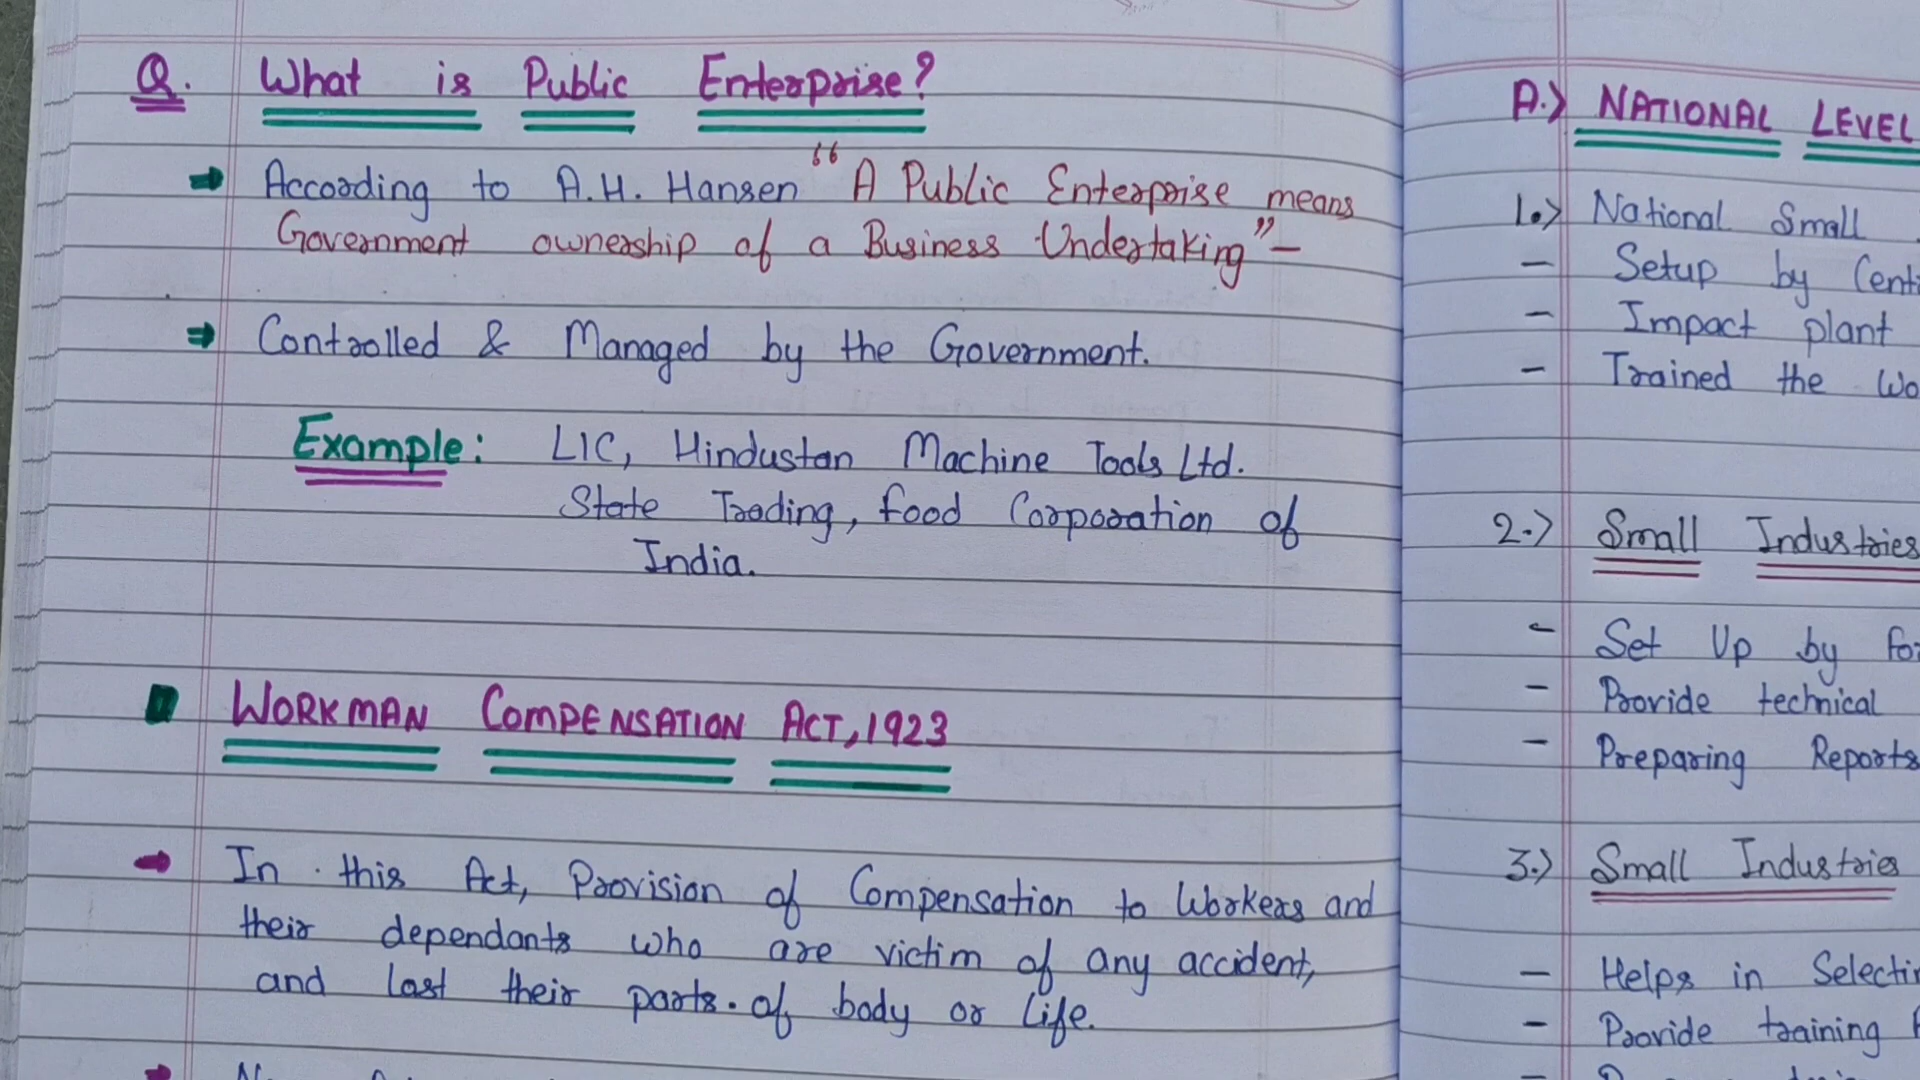 Q. What is Public Enterprise?
According to A.H. Hansen “A Public Enterprise means
Government ownership of a Business Undertaking”–
Controlled & Managed by the Government.
Example: LIC, Hindustan Machine Tools Ltd.
State Trading, Food Corporation of
India.
WORKMAN COMPENSATION ACT, 1923
In this Act, Provision of Compensation to Workers and
their dependants who are victim of any accident,
and last their parts of body or life.
A.) NATIONAL LEVEL
1.) National Small
– Setup by
– Impact plant
– Trained the
2.) Small Industries
– Set Up by
– Provide technical
– Preparing Reports
3.) Small Industries
– Helps in
– Provide training